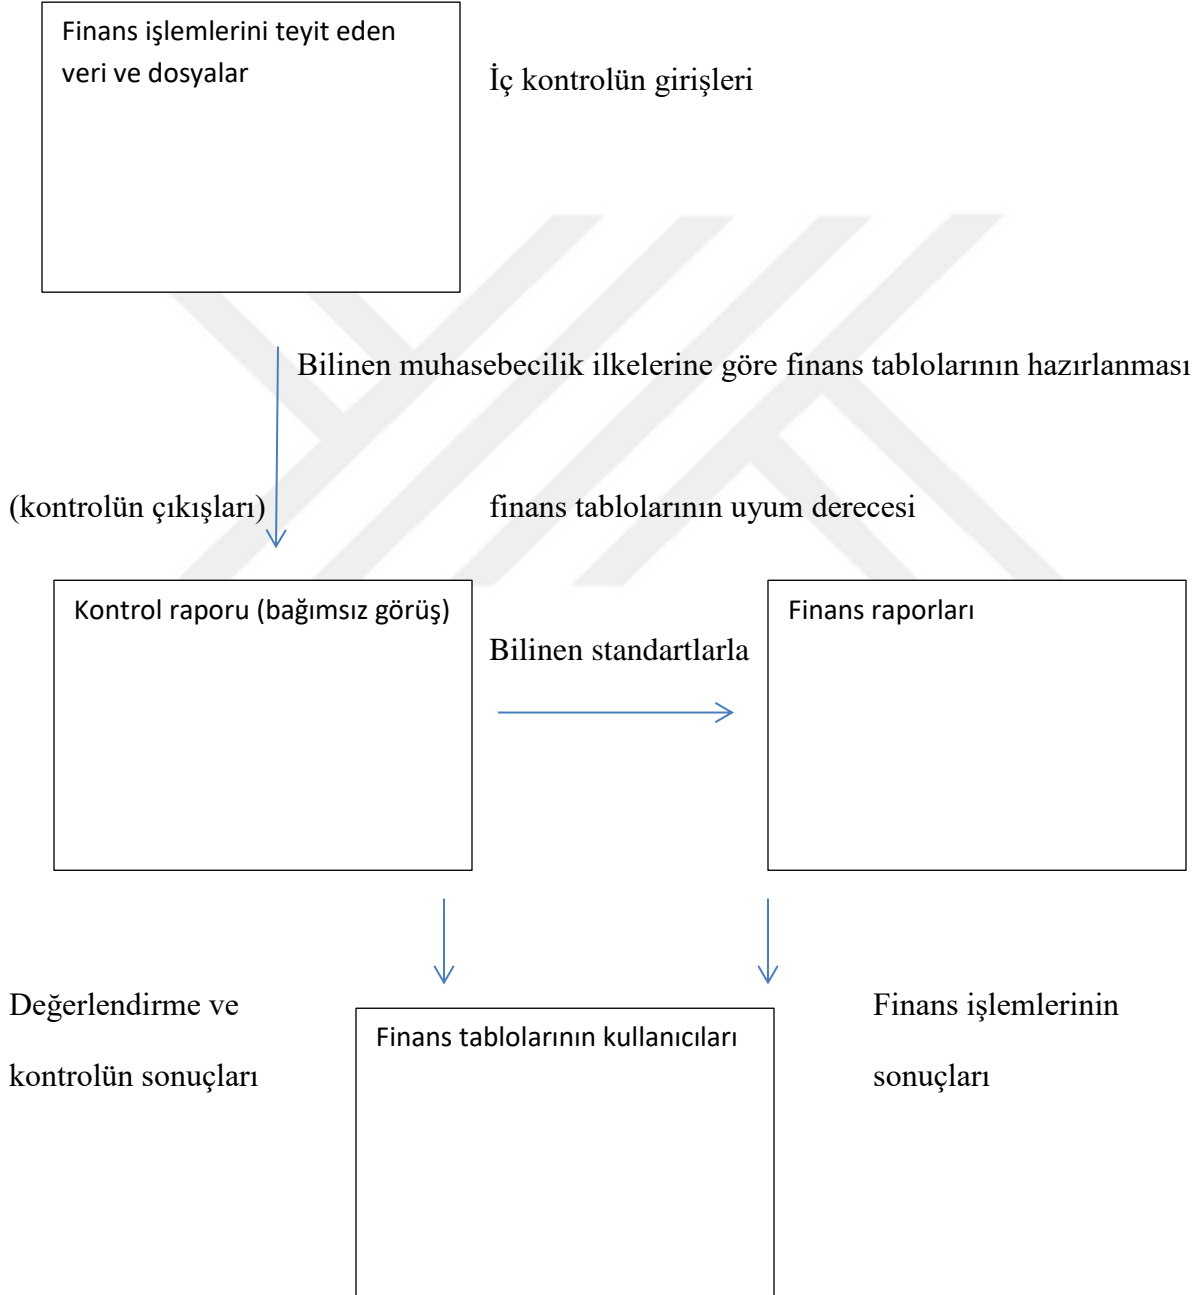 Finans işlemlerini teyit eden
veri ve dosyalar
İç kontrolün girişleri
Bilinen muhasebecilik ilkelerine göre finans tablolarının hazırlanması
(kontrolün çıkışları)
finans tablolarının uyum derecesi
Kontrol raporu (bağımsız görüş)
Bilinen standartlarla
Finans raporları
Değerlendirme ve
kontrolün sonuçları
Finans tablolarının kullanıcıları
Finans işlemlerinin
sonuçları